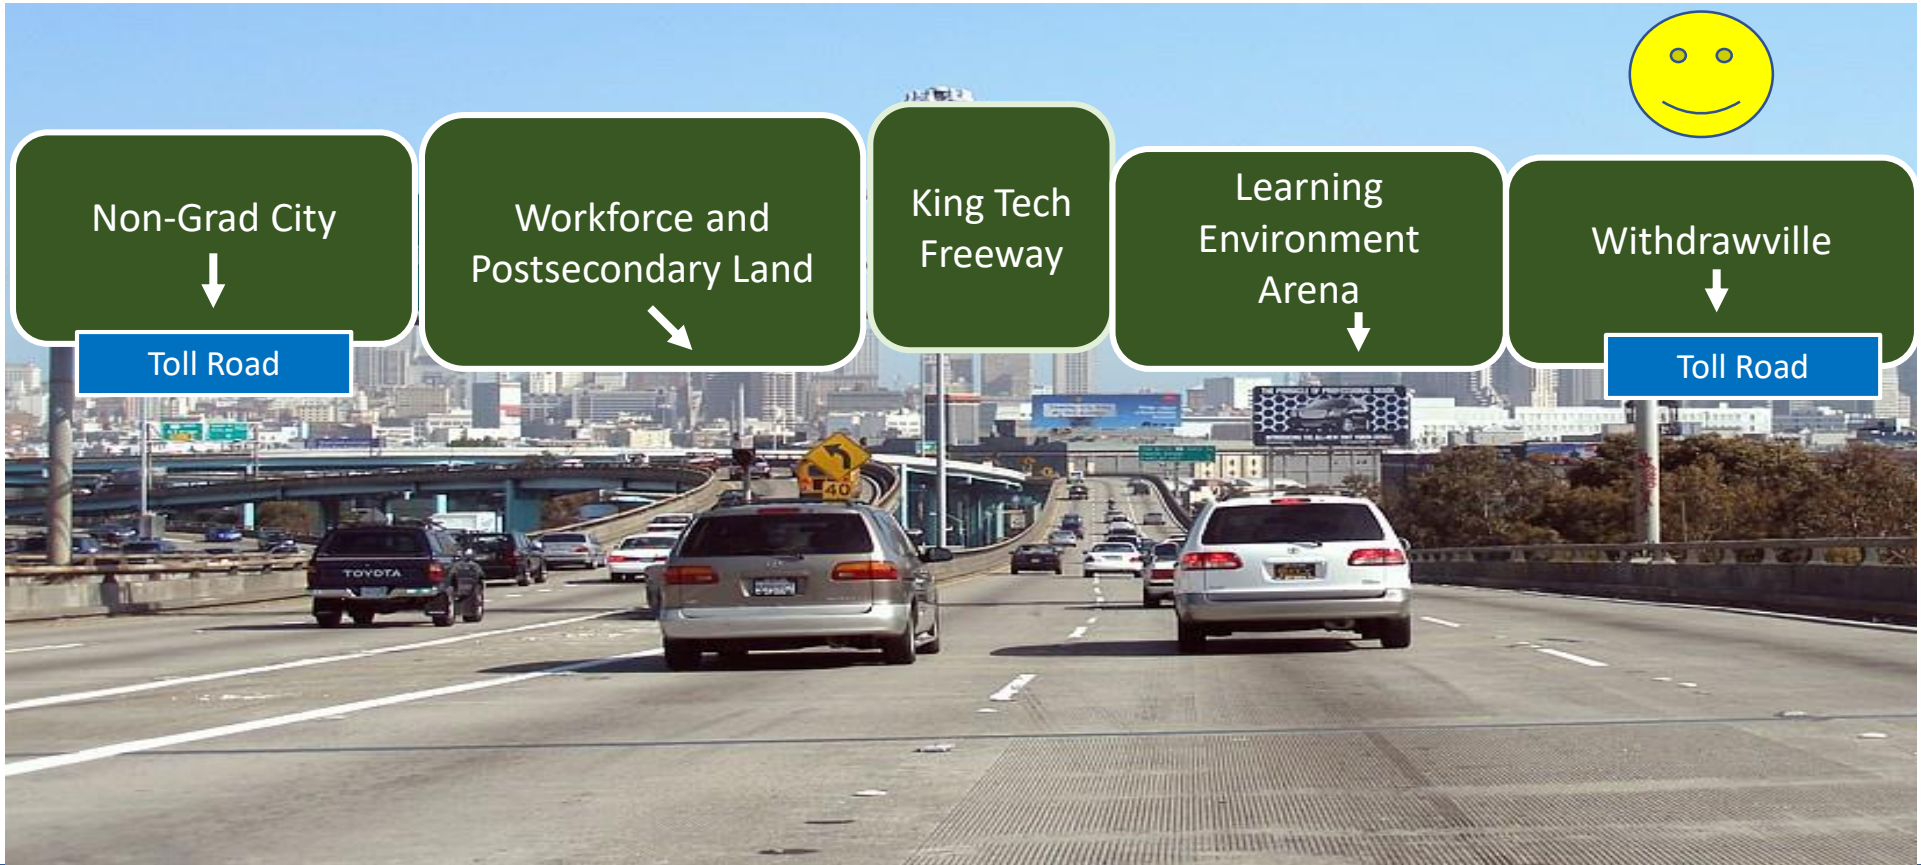 Non-Grad City
Toll Road
Workforce and
Postsecondary Land
King Tech
Freeway
Learning
Environment
Arena
Withdrawville
Toll Road
40
TOYOTA